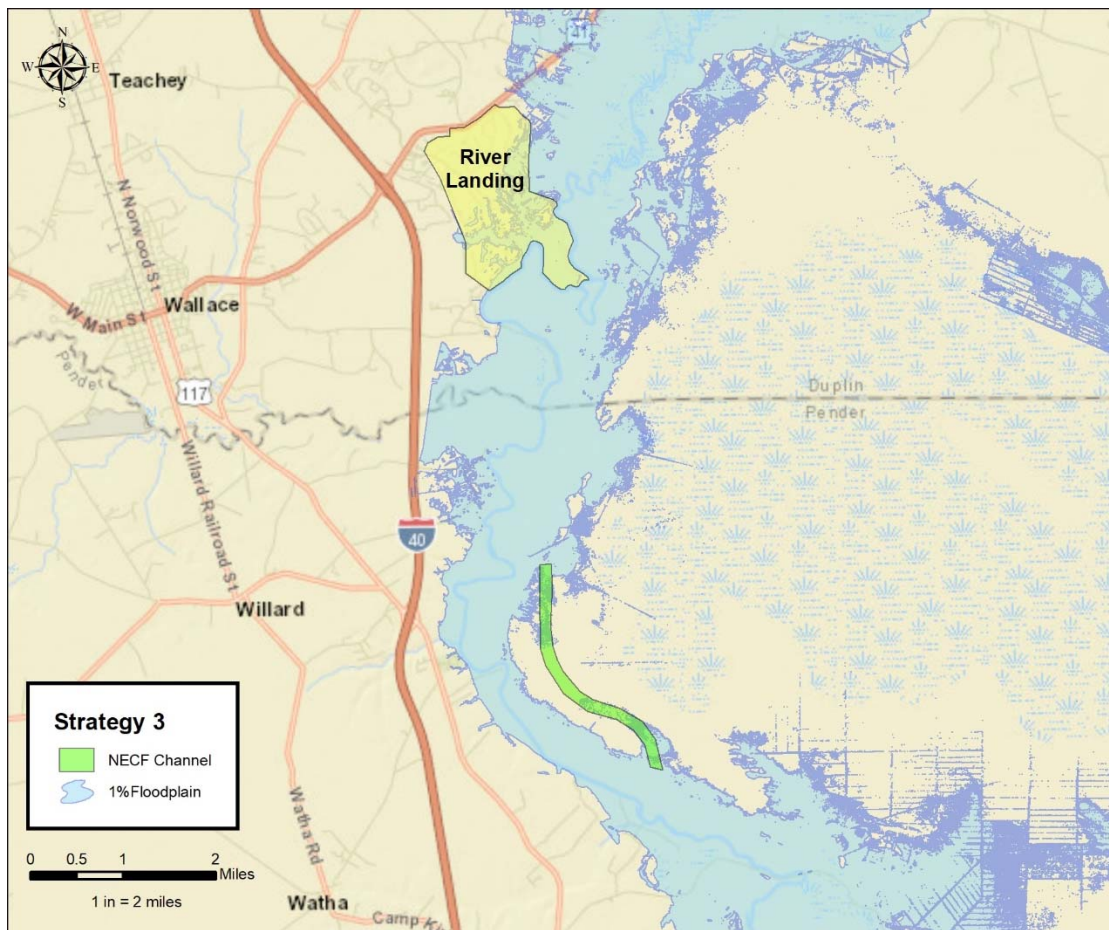 N
W
E
S
Teachey
41
River
Landing
N Norwood St
Wallace
W Main St
Pender
117
Duplin
Pender
Willard Railroad St
40
Willard
Strategy 3
NECF Channel
1%Floodplain
Watha Rd
0 0.5 1 2
Miles
1 in = 2 miles
Watha
Camp